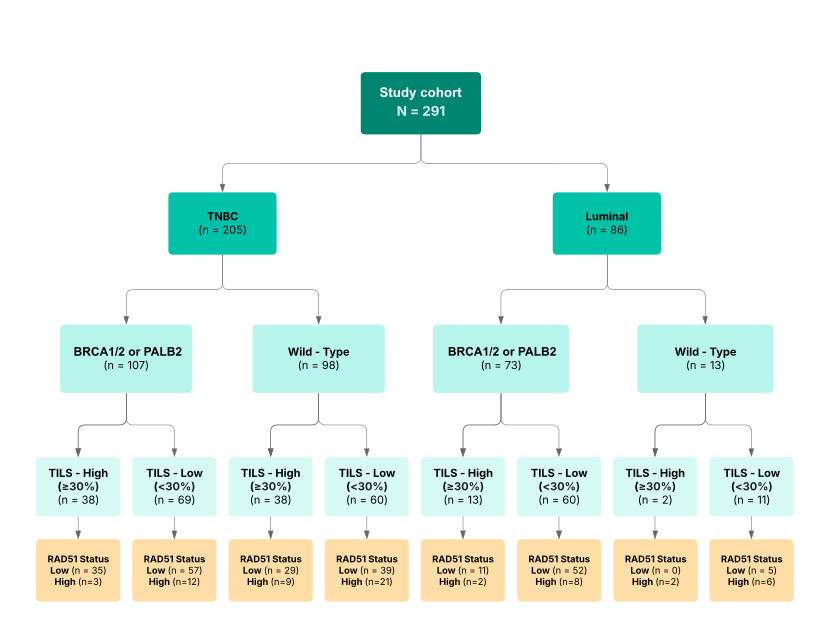 Study cohort
N = 291
TNBC
(n = 205)
Luminal
(n = 86)
BRCA1/2 or PALB2
(n = 107)
Wild - Type
(n = 98)
BRCA1/2 or PALB2
(n = 73)
Wild - Type
(n = 13)
TILS - High
(≥30%)
(n = 38)
TILS - Low
(<30%)
(n = 69)
TILS - High
(≥30%)
(n = 38)
TILS - Low
(<30%)
(n = 60)
TILS - High
(≥30%)
(n = 13)
TILS - Low
(<30%)
(n = 60)
TILS - High
(≥30%)
(n = 2)
TILS - Low
(<30%)
(n = 11)
RAD51 Status
Low (n = 35)
High (n=3)
RAD51 Status
Low (n = 57)
High (n=12)
RAD51 Status
Low (n = 29)
High (n=9)
RAD51 Status
Low (n = 39)
High (n=21)
RAD51 Status
Low (n = 11)
High (n=2)
RAD51 Status
Low (n = 52)
High (n=8)
RAD51 Status
Low (n = 0)
High (n=2)
RAD51 Status
Low (n = 5)
High (n=6)